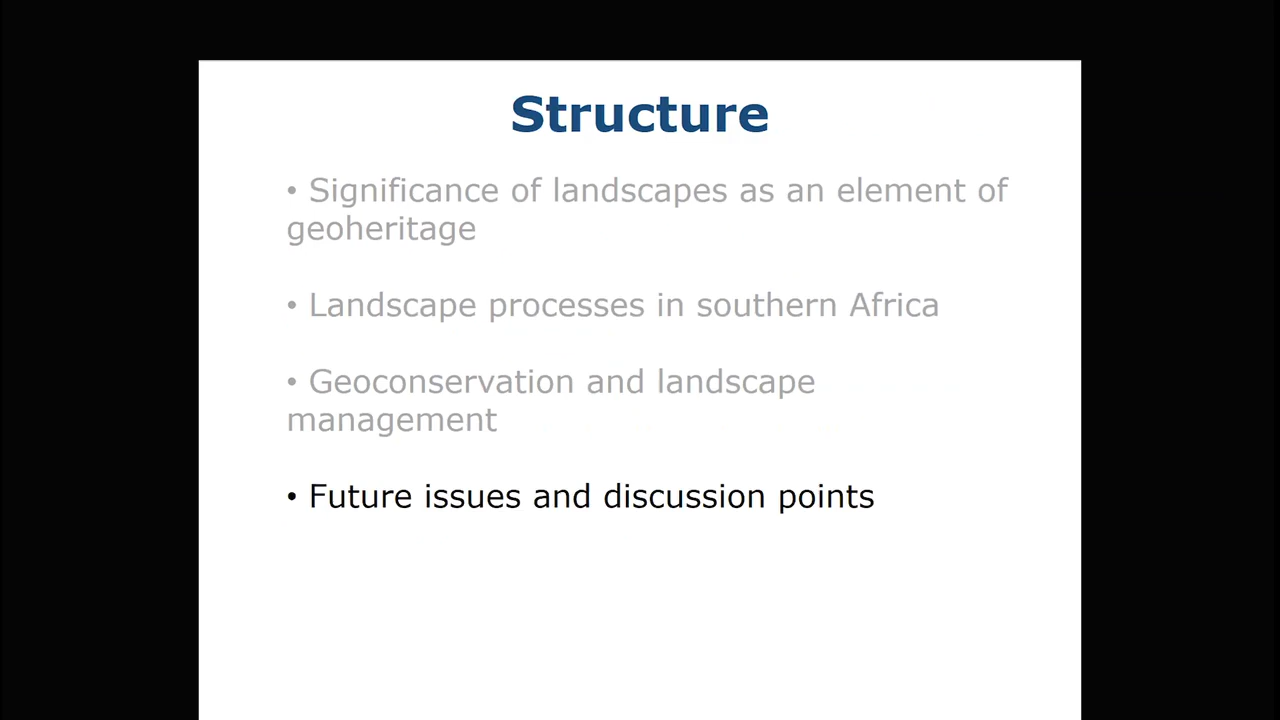 Structure
• Significance of landscapes as an element of
geoheritage
• Landscape processes in southern Africa
• Geoconservation and landscape
management
• Future issues and discussion points